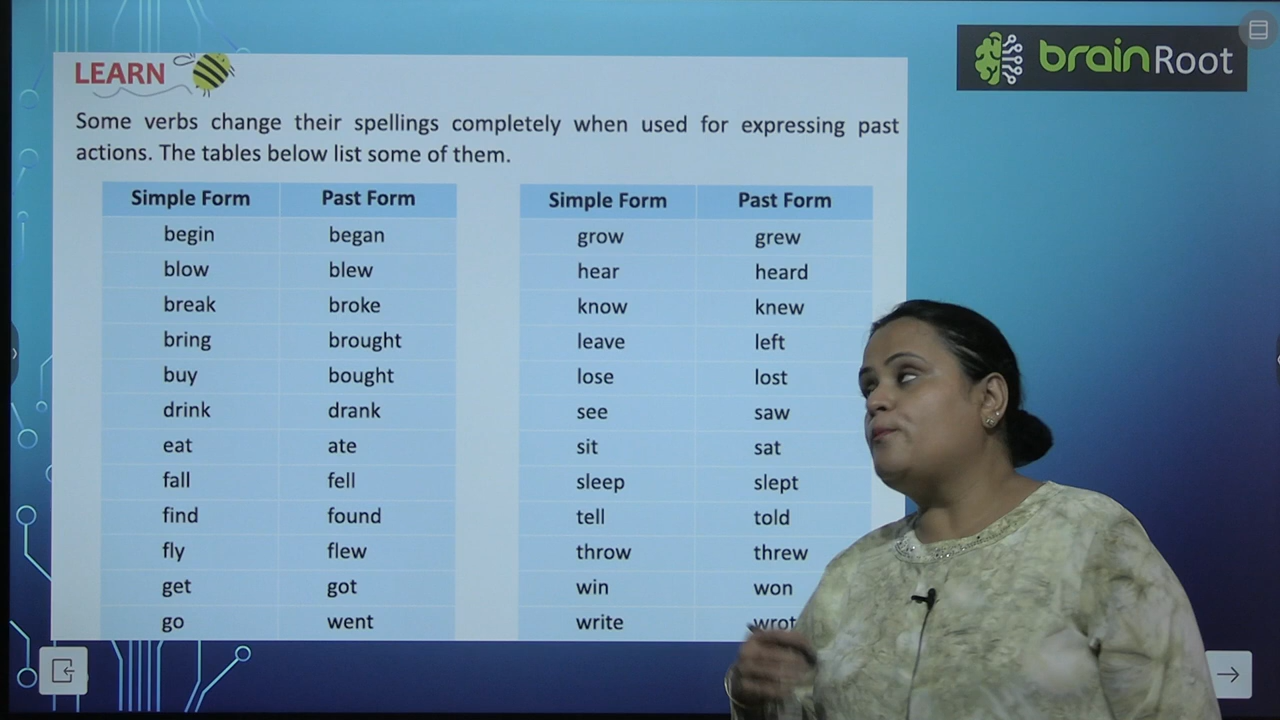 LEARN
brainRoot
Some verbs change their spellings completely when used for expressing past
actions. The tables below list some of them.
Simple Form Past Form
begin began
blow blew
break broke
bring brought
buy bought
drink drank
eat ate
fall fell
find found
fly flew
get got
go went
Simple Form Past Form
grow grew
hear heard
know knew
leave left
lose lost
see saw
sit sat
sleep slept
tell told
throw threw
win won
write wrot